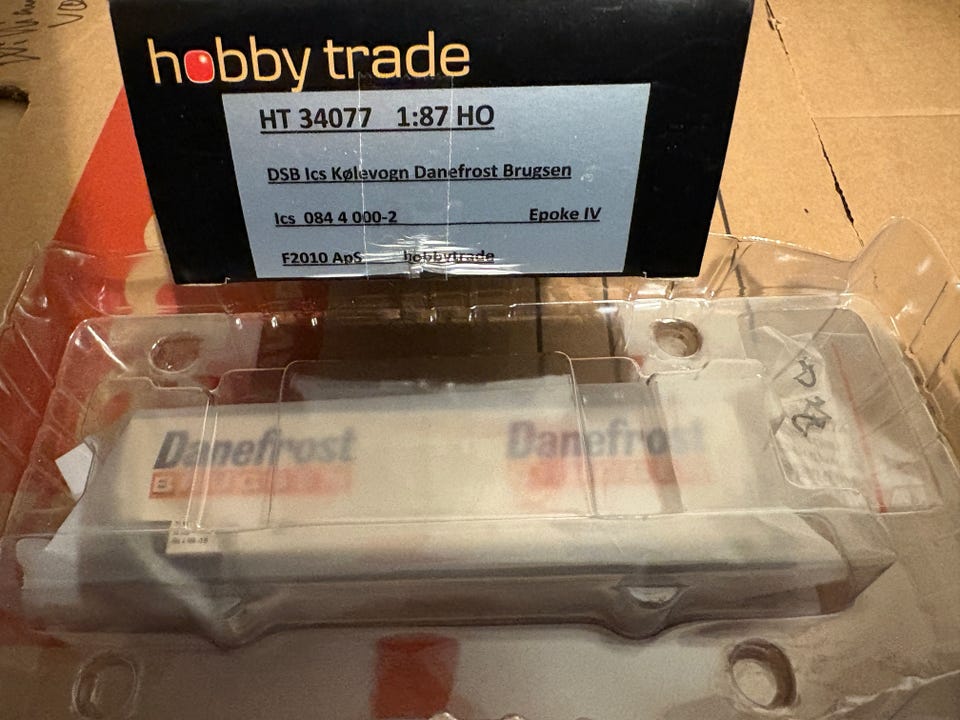 hobby trade
HT 34077 1:87 HO
DSB Ics Kølevogn Danefrost Brugsen
Ics 084 4 000-2 Epoke IV
F2010 ApS hobbytrade
Danefrost Danefrost